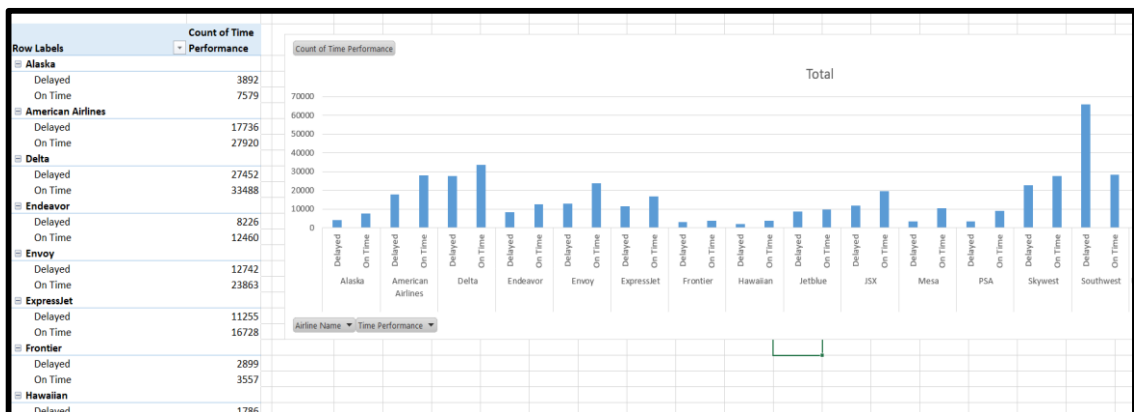 Count of Time
Row Labels Performance
Alaska
Delayed 3892
On Time 7579
American Airlines
Delayed 17736
On Time 27920
Delta
Delayed 27452
On Time 33488
Endeavor
Delayed 8226
On Time 12460
Envoy
Delayed 12742
On Time 23863
ExpressJet
Delayed 11255
On Time 16728
Frontier
Delayed 2899
On Time 3557
Hawaiian
Delayed 1786
Count of Time Performance
Total
70000
60000
50000
40000
30000
20000
10000
0
Delayed On Time Delayed On Time Delayed On Time Delayed On Time Delayed On Time Delayed On Time Delayed On Time Delayed On Time Delayed On Time Delayed On Time Delayed On Time Delayed On Time Delayed On Time Delayed On Time
Alaska American Delta Endeavor Envoy ExpressJet Frontier Hawaiian Jetblue JSX Mesa PSA Skywest Southwest
Airlines
Airline Name Time Performance